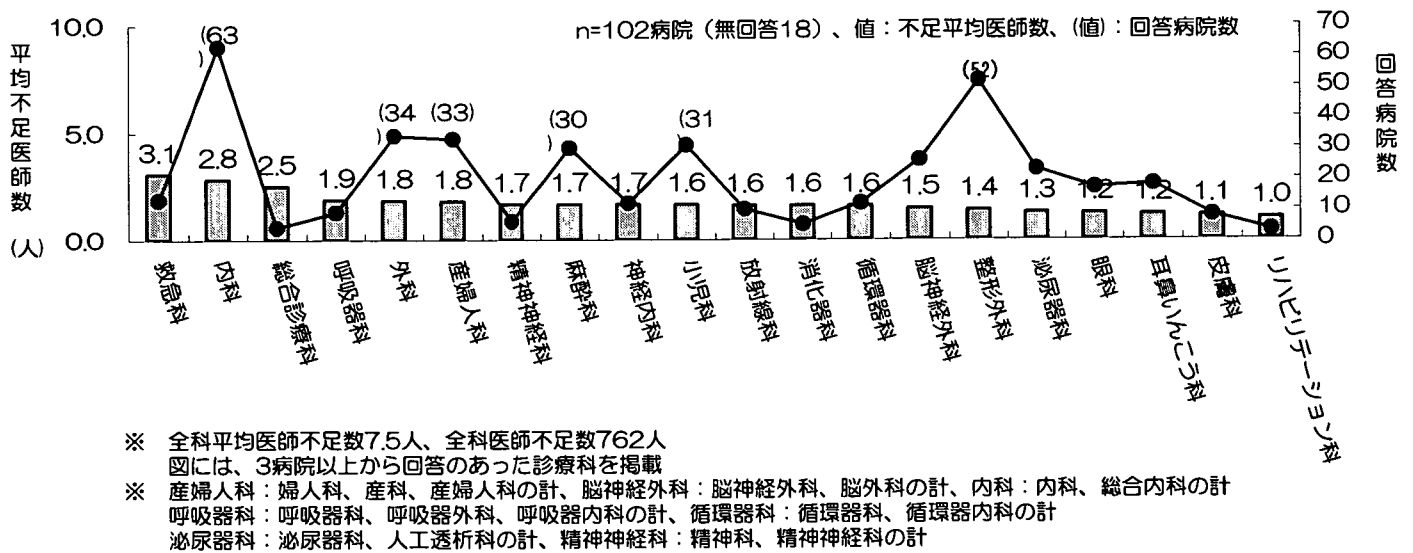 n=102病院（無回答18）、値：不足平均医師数、(値)：回答病院数
平均不足医師数
(人)
10.0
5.0
0.0
回答病院数
70
60
50
40
30
20
10
0
(63)
(34)
(33)
(30)
(31)
(52)
3.1
2.8
2.5
1.9
1.8
1.8
1.7
1.7
1.7
1.6
1.6
1.6
1.6
1.5
1.4
1.3
1.2
1.2
1.1
1.0
救急科
内科
総合診療科
呼吸器科
外科
産婦人科
精神神経科
麻酔科
神経内科
小児科
放射線科
消化器科
循環器科
脳神経外科
整形外科
泌尿器科
眼科
耳鼻いんこう科
皮膚科
リハビリテーション科
※　全科平均医師不足数7.5人、全科医師不足数762人
図には、3病院以上から回答のあった診療科を掲載
※　産婦人科：婦人科、産科、産婦人科の計、脳神経外科：脳神経外科、脳外科の計、内科：内科、総合内科の計
呼吸器科：呼吸器科、呼吸器外科、呼吸器内科の計、循環器科：循環器科、循環器内科の計
泌尿器科：泌尿器科、人工透析科の計、精神神経科：精神科、精神神経科の計